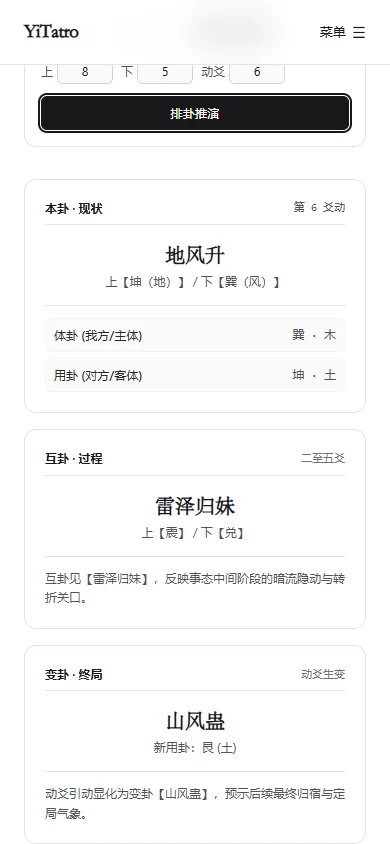 YiTatro
菜单 ☰
上 8 下 5 动爻 6
排卦推演
本卦 · 现状 第 6 爻动
地风升
上【坤（地）】 / 下【巽（风）】
体卦 (我方/主体) 巽 · 木
用卦 (对方/客体) 坤 · 土
互卦 · 过程 二至五爻
雷泽归妹
上【震】 / 下【兑】
互卦见【雷泽归妹】，反映事态中间阶段的暗流隐动与转
折关口。
变卦 · 终局 动爻生变
山风蛊
新用卦：艮 (土)
动爻引动显化为变卦【山风蛊】，预示后续最终归宿与定
局气象。